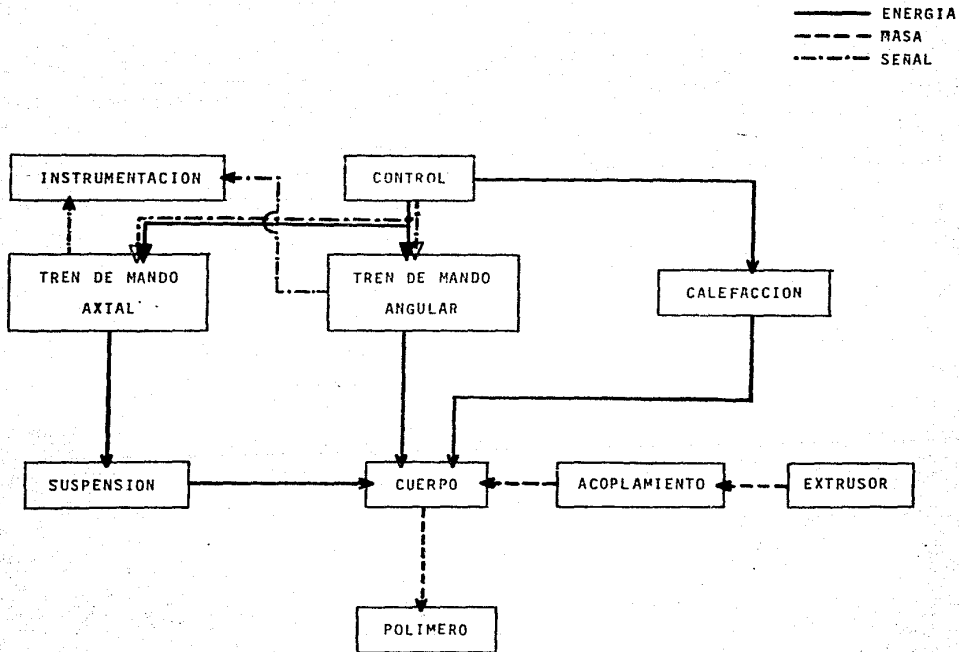 ENERGIA
MASA
SEÑAL
INSTRUMENTACION
CONTROL
TREN DE MANDO
AXIAL
TREN DE MANDO
ANGULAR
CALEFACCION
SUSPENSION
CUERPO
ACOPLAMIENTO
EXTRUSOR
POLIMERO